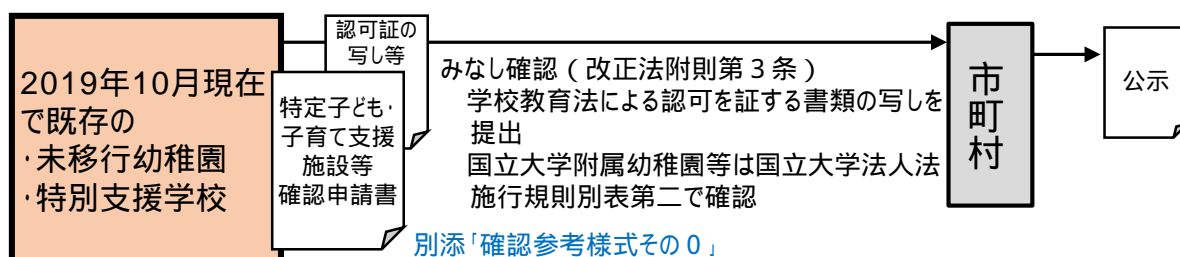 2019年10月現在
で既存の
・未移行幼稚園
・特別支援学校
認可証の
写し等
特定子ども・
子育て支援
施設等
確認申請書
みなし確認（改正法附則第３条）
学校教育法による認可を証する書類の写しを
提出
国立大学附属幼稚園等は国立大学法人法
施行規則別表第二で確認
別添「確認参考様式その０」
市
町
村
公示